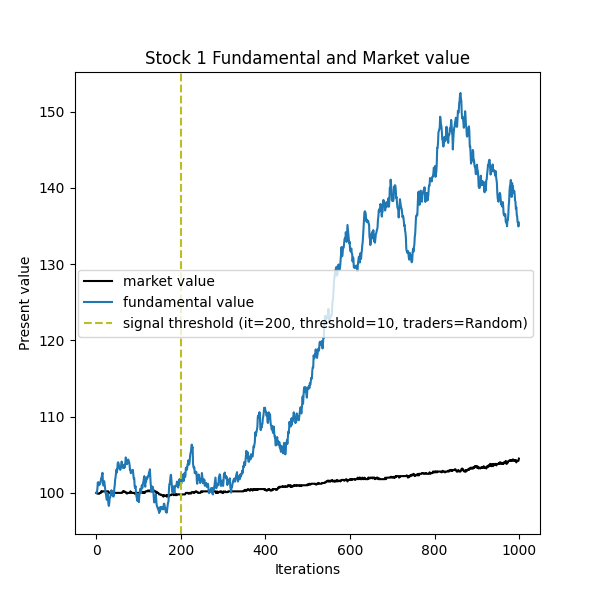 Stock 1 Fundamental and Market value
Present value
150
140
130
120
110
100
market value
fundamental value
signal threshold (it=200, threshold=10, traders=Random)
0 200 400 600 800 1000
Iterations